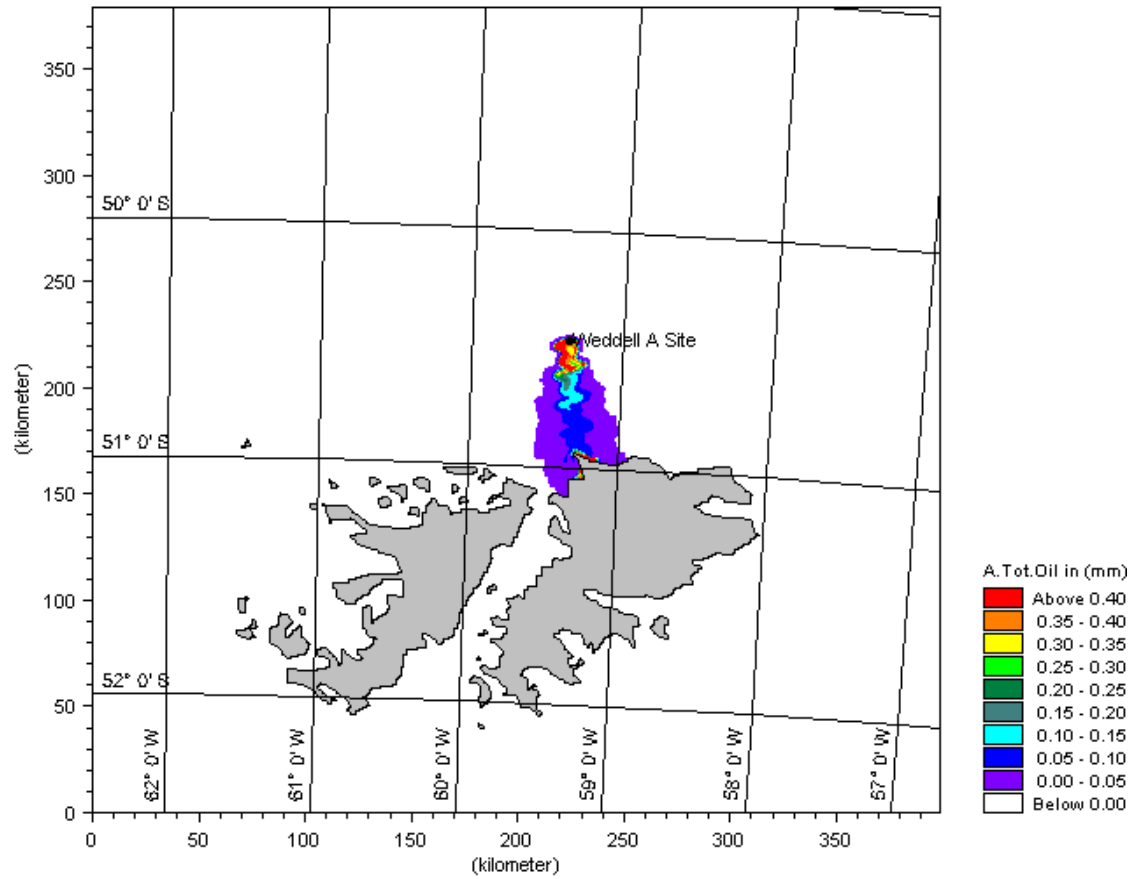 350
300
250
200
150
100
50
0
(kilometer)
50° 0' S
51° 0' S
52° 0' S
Weddell A Site
62° 0' W
61° 0' W
60° 0' W
59° 0' W
58° 0' W
57° 0' W
0 50 100 150 200 250 300 350
(kilometer)
A.Tot.Oil in (mm)
Above 0.40
0.35 - 0.40
0.30 - 0.35
0.25 - 0.30
0.20 - 0.25
0.15 - 0.20
0.10 - 0.15
0.05 - 0.10
0.00 - 0.05
Below 0.00